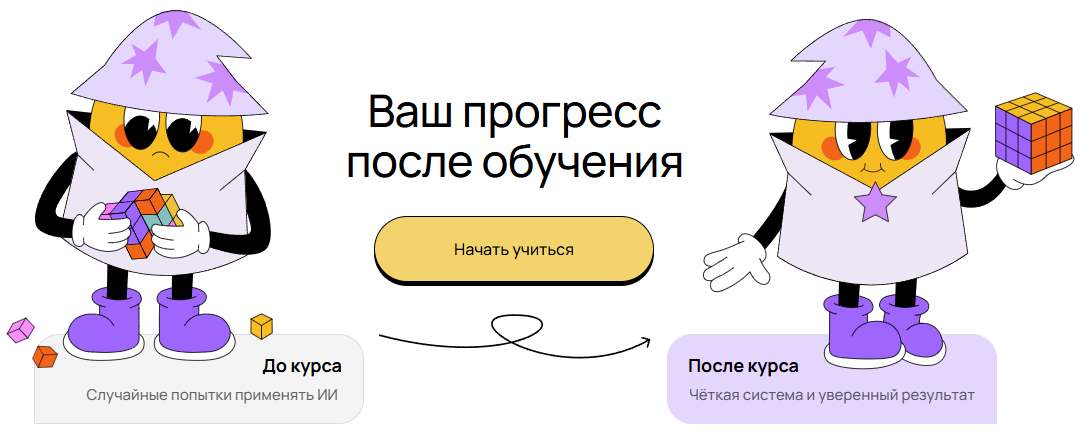 Ваш прогресс
после обучения
Начать учиться
До курса
Случайные попытки применять ИИ
После курса
Чёткая система и уверенный результат